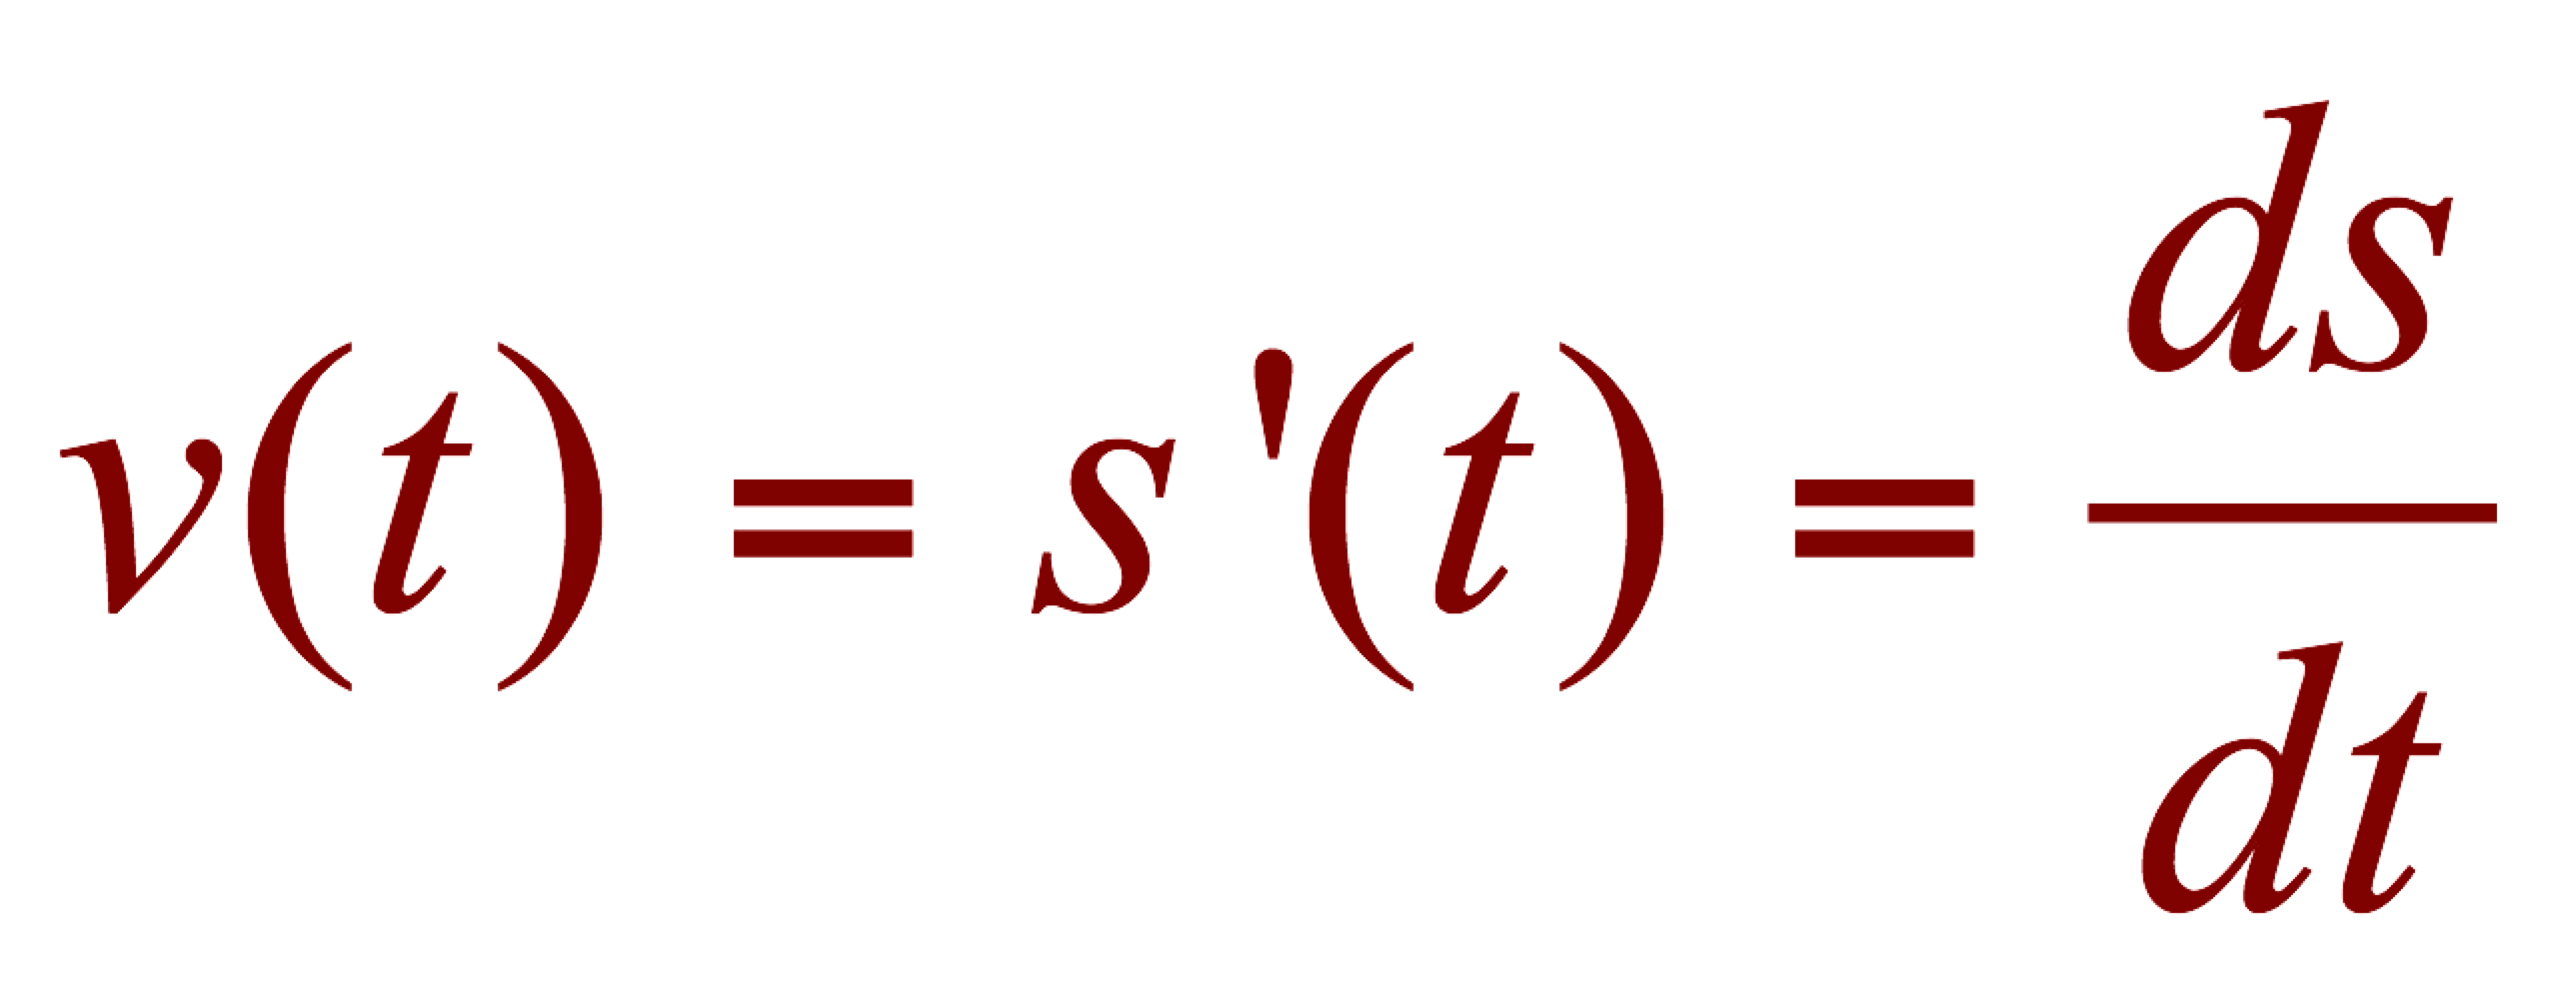 v(t) = s'(t) = ds/dt